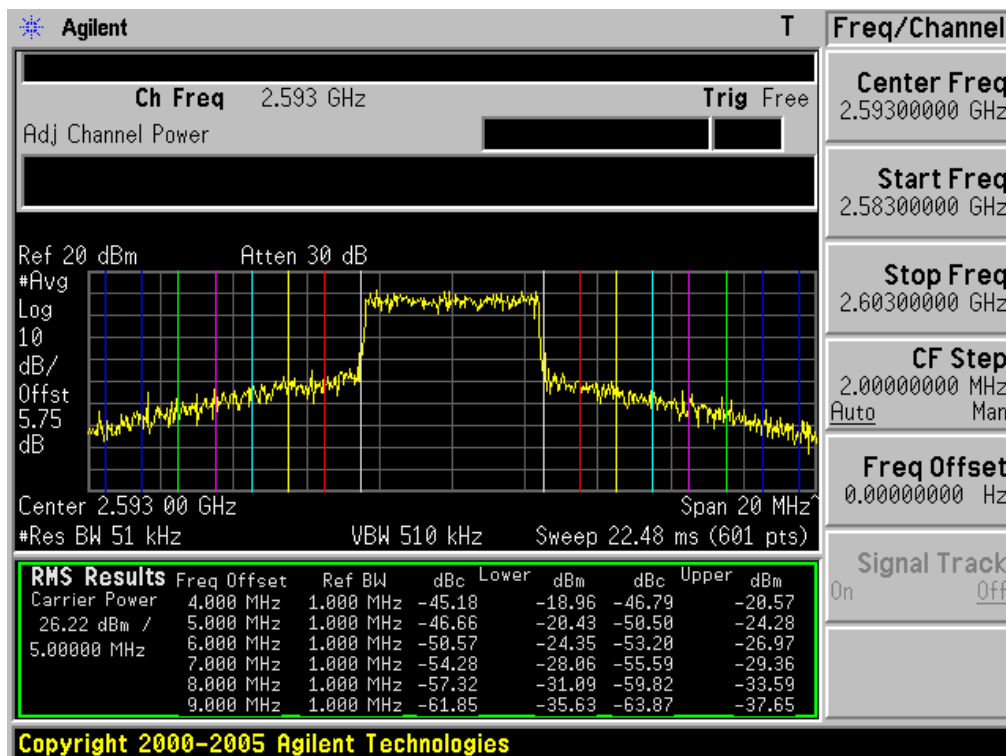 Agilent T
Ch Freq 2.593 GHz Trig Free
Adj Channel Power
Ref 20 dBm Atten 30 dB
#Avg
Log
10
dB/
Offst
5.75
dB
Center 2.593 00 GHz Span 20 MHz^
#Res BW 51 kHz VBW 510 kHz Sweep 22.48 ms (601 pts)
RMS Results Freq Offset Ref BW dBc Lower dBm dBc Upper dBm
Carrier Power 4.000 MHz 1.000 MHz -45.18 -18.96 -46.79 -20.57
26.22 dBm / 5.000 MHz 1.000 MHz -46.66 -20.43 -50.50 -24.28
5.00000 MHz 6.000 MHz 1.000 MHz -50.57 -24.35 -53.20 -26.97
7.000 MHz 1.000 MHz -54.28 -28.06 -55.59 -29.36
8.000 MHz 1.000 MHz -57.32 -31.09 -59.82 -33.59
9.000 MHz 1.000 MHz -61.85 -35.63 -63.87 -37.65
Copyright 2000-2005 Agilent Technologies
Freq/Channel
Center Freq
2.59300000 GHz
Start Freq
2.58300000 GHz
Stop Freq
2.60300000 GHz
CF Step
2.00000000 MHz
Auto Man
Freq Offset
0.00000000 Hz
Signal Track
On Off